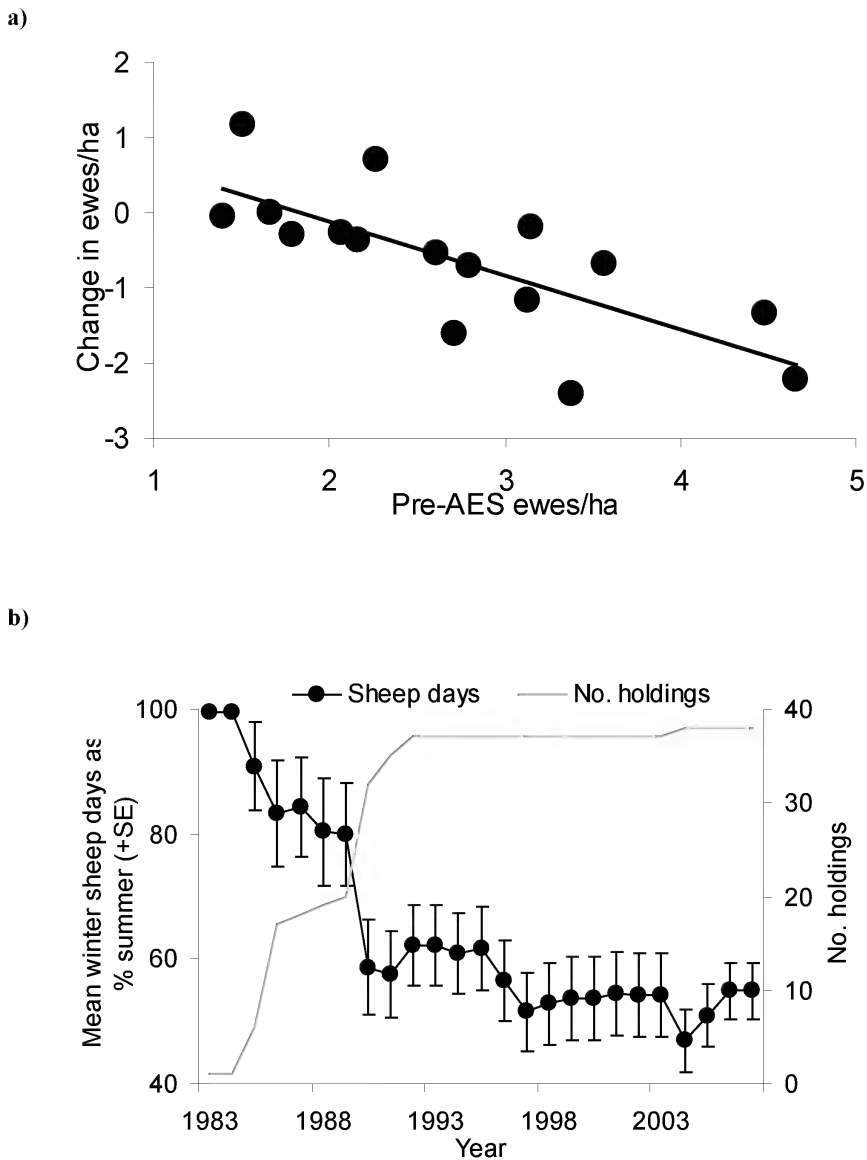 a)
2
1
0
-1
-2
-3
Change in ewes/ha
1 2 3 4 5
Pre-AES ewes/ha
b)
Sheep days No. holdings
100
80
60
40
Mean winter sheep days as
% summer (+SE)
40
30
20
10
0
No. holdings
1983 1988 1993 1998 2003
Year